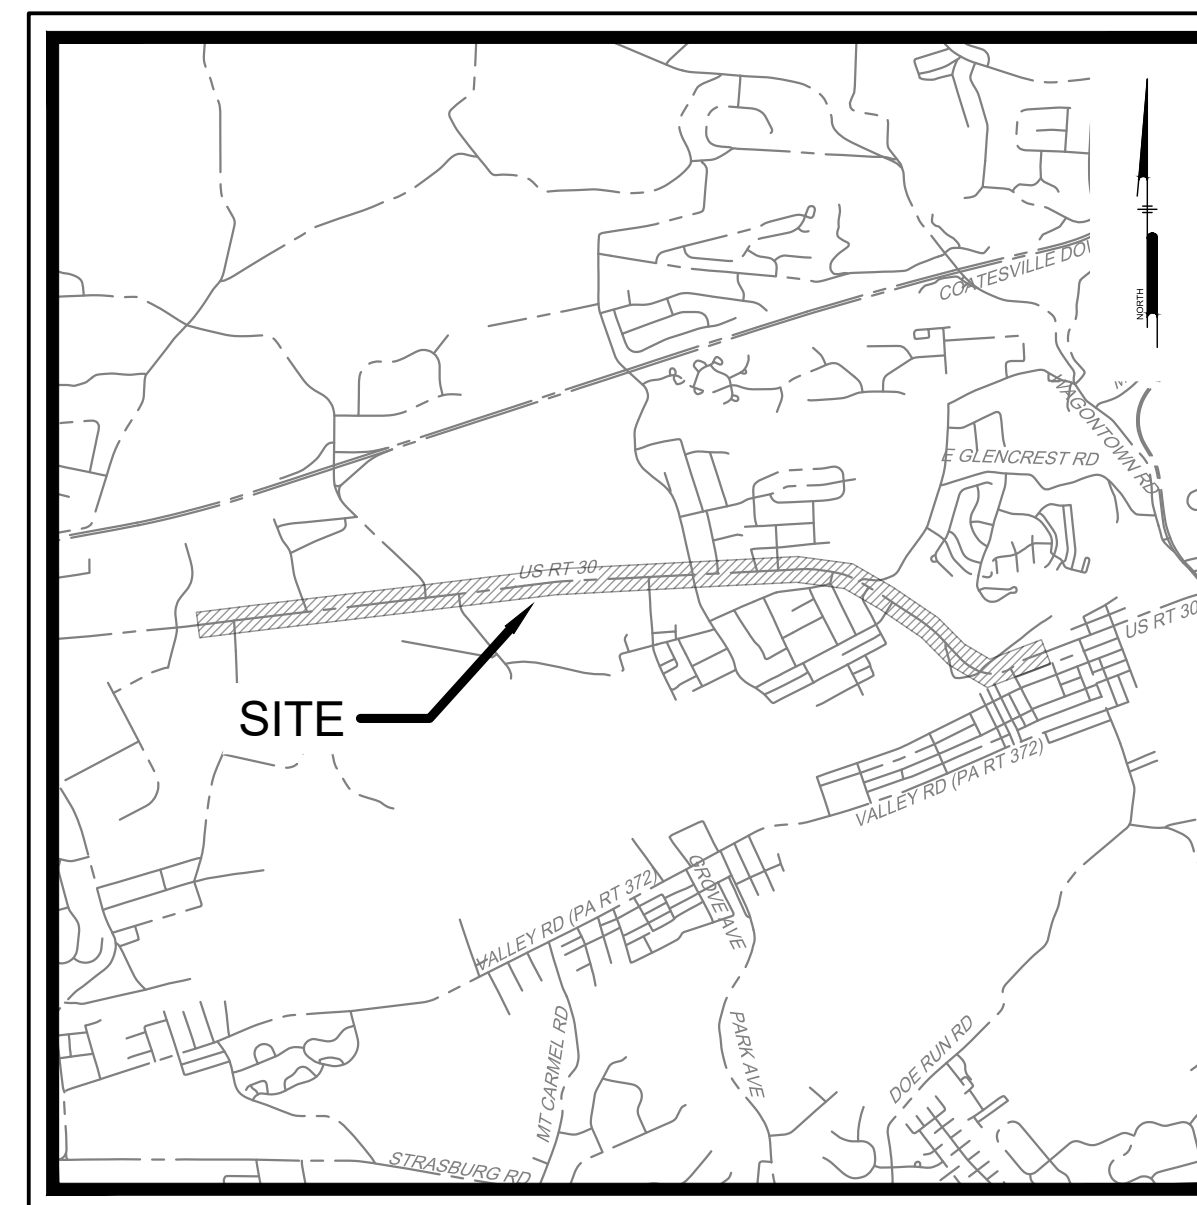 COATESVILLE DOW
NORTH
WAGONTOWN RD
E GLENCREST RD
US RT 30
US RT 30
SITE
VALLEY RD (PA RT 372)
VALLEY RD (PA RT 372)
GROVE AVE
MT CARMEL RD
PARK AVE
DOE RUN RD
STRASBURG RD